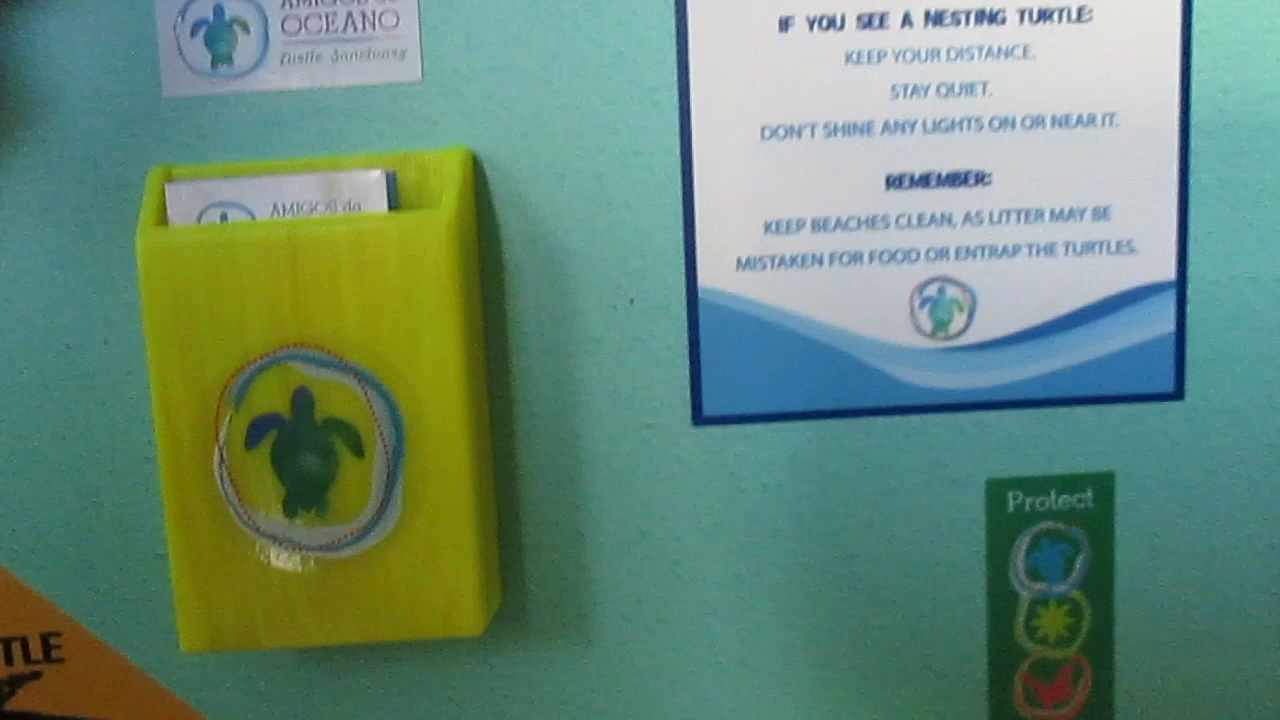 AMIGOS do
OCEANO
Turtle Sanctuary
AMIGOS do
TLE
IF YOU SEE A NESTING TURTLE:
KEEP YOUR DISTANCE.
STAY QUIET.
DON'T SHINE ANY LIGHTS ON OR NEAR IT.
REMEMBER:
KEEP BEACHES CLEAN, AS LITTER MAY BE
MISTAKEN FOR FOOD OR ENTRAP THE TURTLES.
Protect